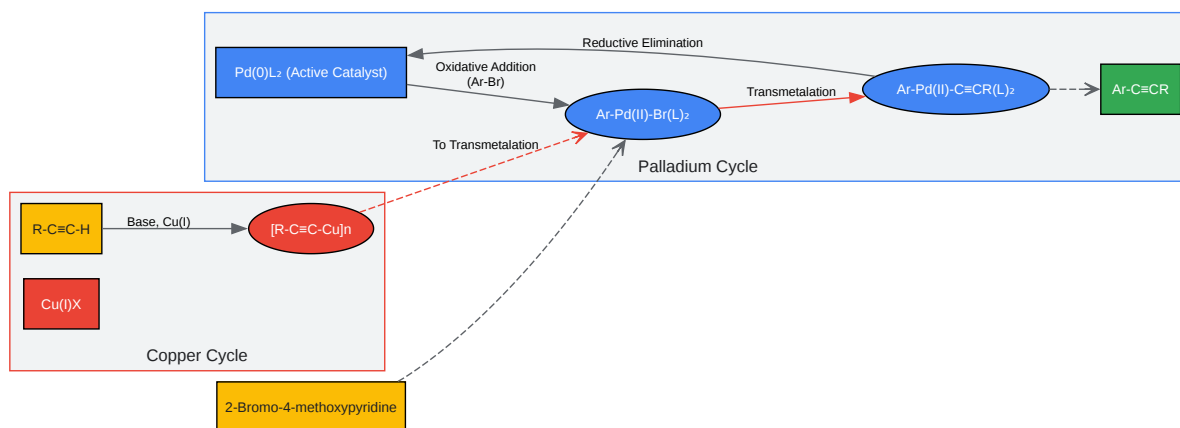 Reductive Elimination
Pd(0)L₂ (Active Catalyst)
Oxidative Addition
(Ar-Br)
Ar-Pd(II)-Br(L)₂
Transmetalation
Ar-Pd(II)-C≡CR(L)₂
Ar-C≡CR
To Transmetalation
Palladium Cycle
R-C≡C-H
Base, Cu(I)
[R-C≡C-Cu]n
Cu(I)X
Copper Cycle
2-Bromo-4-methoxypyridine